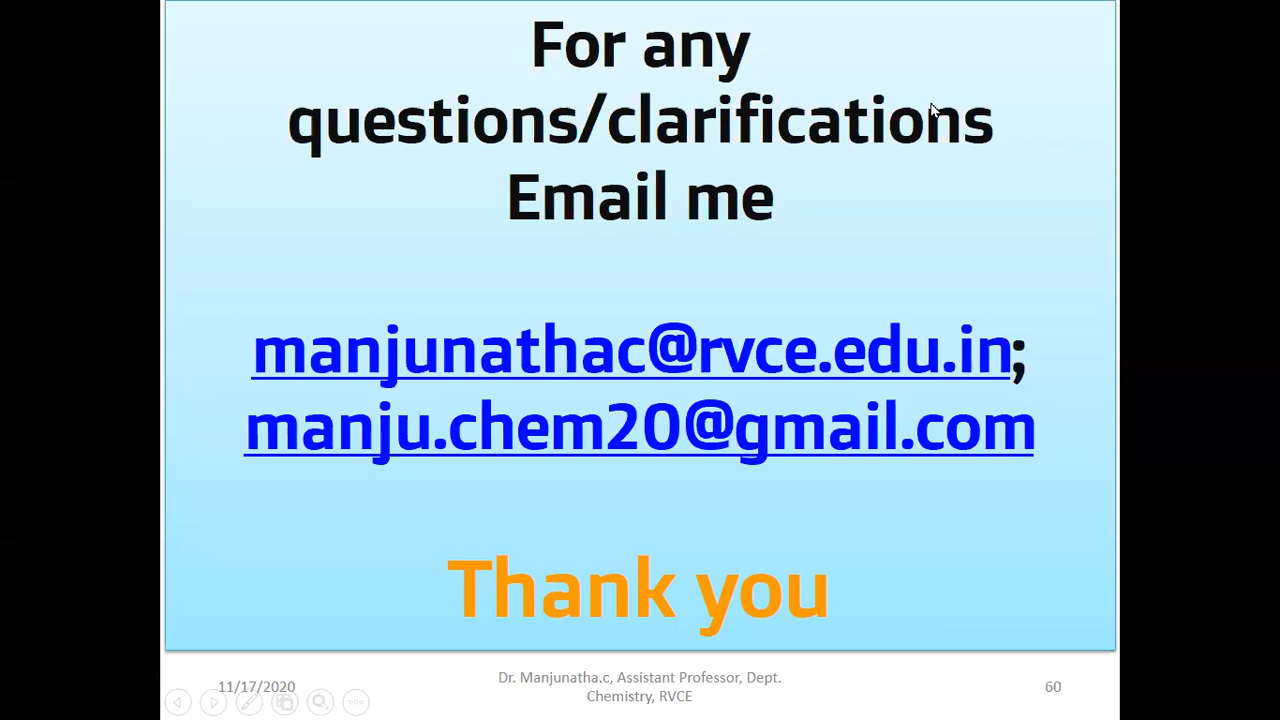 For any
questions/clarifications
Email me
manjunathac@rvce.edu.in;
manju.chem20@gmail.com
Thank you
11/17/2020
Dr. Manjunatha.c, Assistant Professor, Dept.
Chemistry, RVCE
60